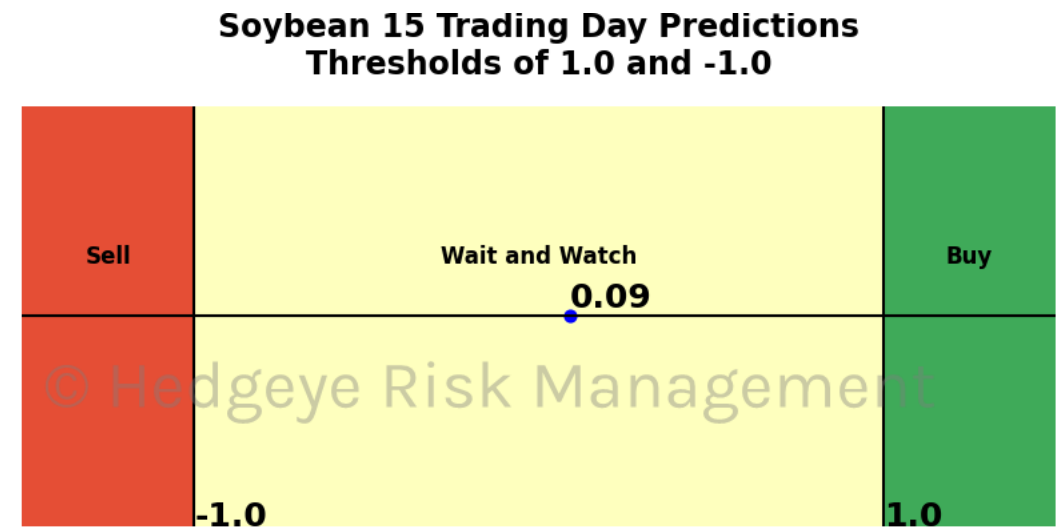 Soybean 15 Trading Day Predictions
Thresholds of 1.0 and -1.0
Sell
Wait and Watch
Buy
0.09
© Hedgeye Risk Management
-1.0
1.0